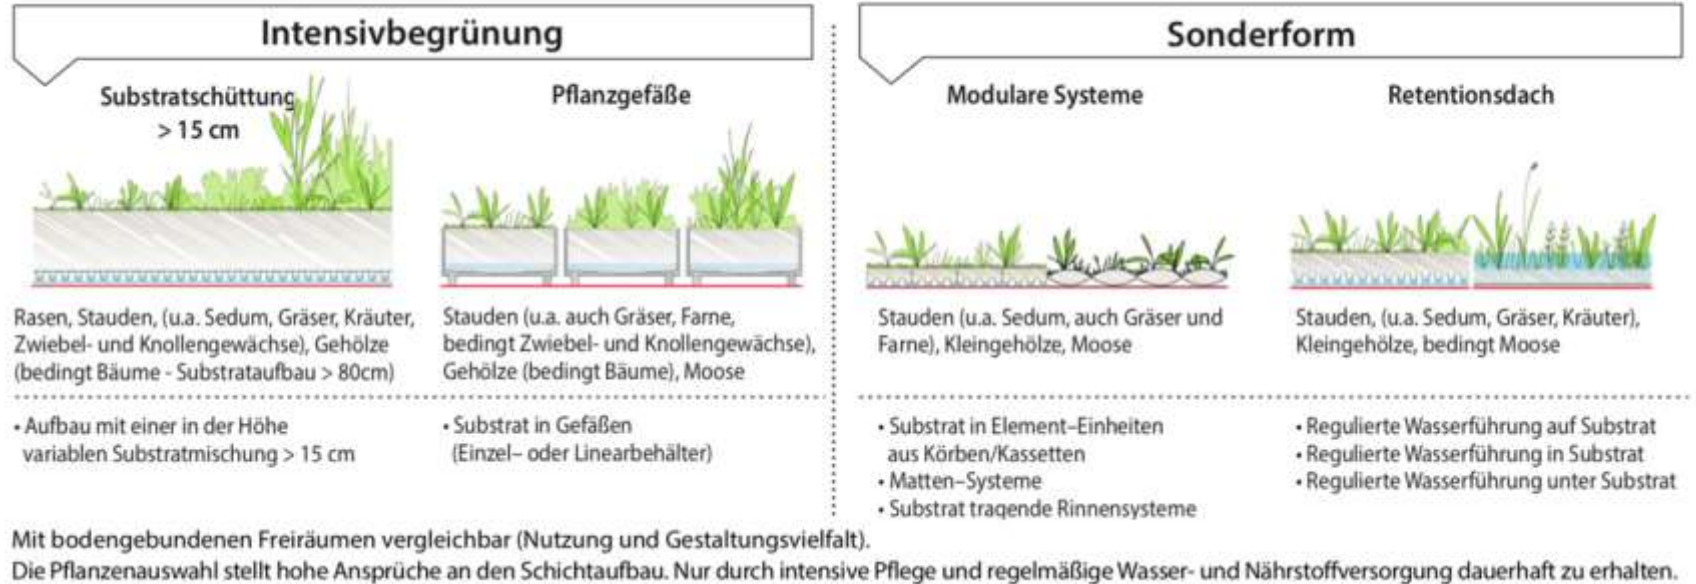 Intensivbegrünung
Substratschüttung
> 15 cm
Rasen, Stauden, (u.a. Sedum, Gräser, Kräuter,
Zwiebel- und Knollengewächse), Gehölze
(bedingt Bäume - Substrataufbau > 80cm)
• Aufbau mit einer in der Höhe
variablen Substratmischung > 15 cm
Pflanzgefäße
Stauden (u.a. auch Gräser, Farne,
bedingt Zwiebel- und Knollengewächse),
Gehölze (bedingt Bäume), Moose
• Substrat in Gefäßen
(Einzel– oder Linearbehälter)
Sonderform
Modulare Systeme
Stauden (u.a. Sedum, auch Gräser und
Farne), Kleingehölze, Moose
• Substrat in Element–Einheiten
aus Körben/Kassetten
• Matten–Systeme
• Substrat tragende Rinnensysteme
Retentionsdach
Stauden, (u.a. Sedum, Gräser, Kräuter),
Kleingehölze, bedingt Moose
• Regulierte Wasserführung auf Substrat
• Regulierte Wasserführung in Substrat
• Regulierte Wasserführung unter Substrat
Mit bodengebundenen Freiräumen vergleichbar (Nutzung und Gestaltungsvielfalt).
Die Pflanzenauswahl stellt hohe Ansprüche an den Schichtaufbau. Nur durch intensive Pflege und regelmäßige Wasser- und Nährstoffversorgung dauerhaft zu erhalten.